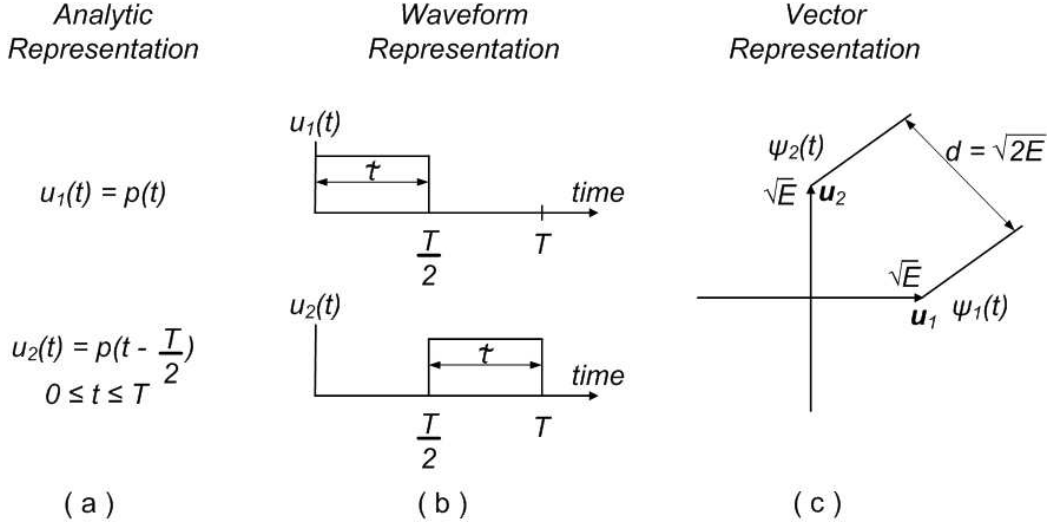 Analytic
Representation
Waveform
Representation
Vector
Representation
u₁(t) = p(t)
u₁(t)
τ
time
T/2
T
ψ₂(t)
√E
u₂
d = √2E
√E
u₁
ψ₁(t)
u₂(t) = p(t - T/2)
0 ≤ t ≤ T
u₂(t)
τ
time
T/2
T
( a )
( b )
( c )